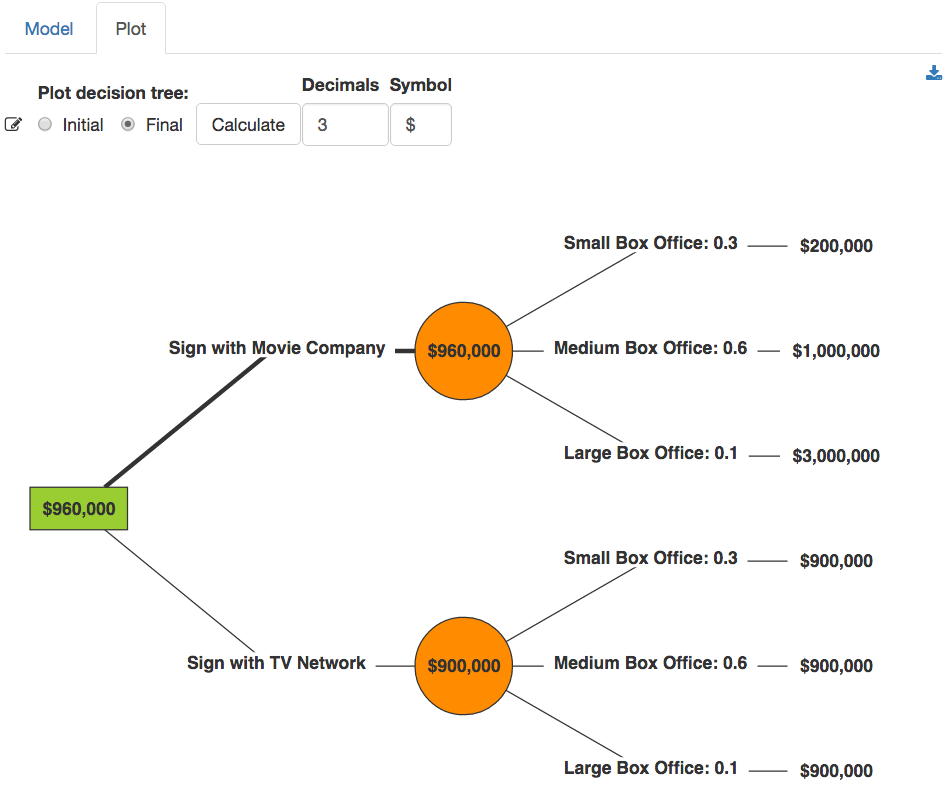 Model Plot
Decimals Symbol
Plot decision tree:
Initial Final Calculate 3 $
Small Box Office: 0.3 $200,000
Sign with Movie Company $960,000 Medium Box Office: 0.6 $1,000,000
Large Box Office: 0.1 $3,000,000
$960,000
Small Box Office: 0.3 $900,000
Sign with TV Network $900,000 Medium Box Office: 0.6 $900,000
Large Box Office: 0.1 $900,000